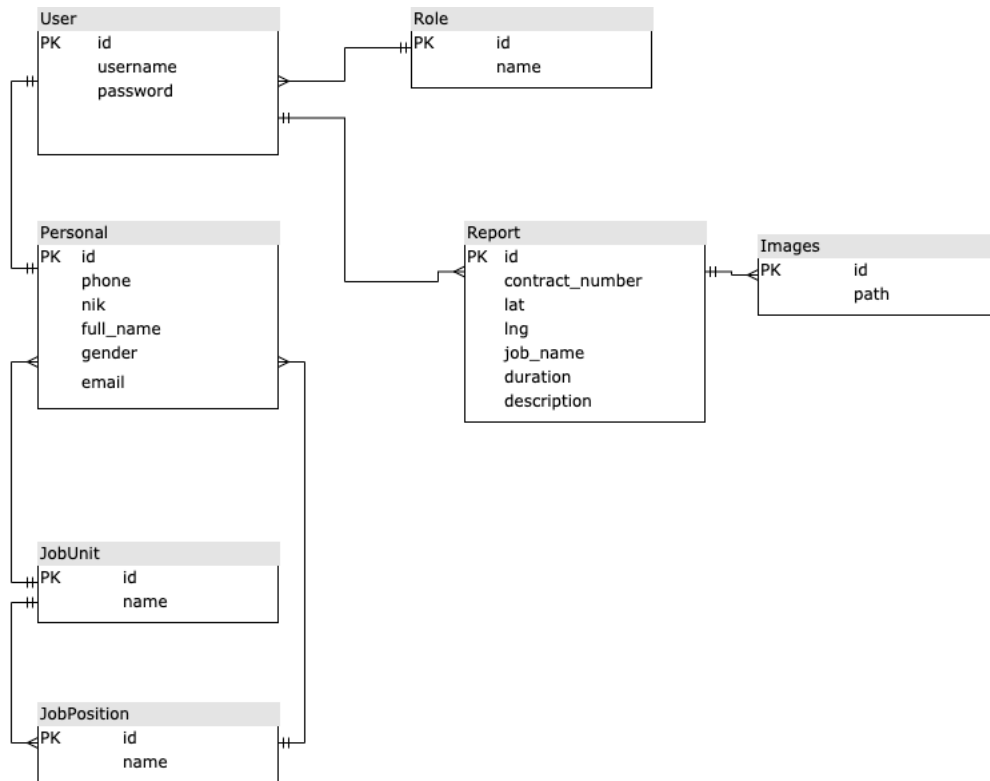 User
PK id
username
password
Role
PK id
name
Personal
PK id
phone
nik
full_name
gender
email
Report
PK id
contract_number
lat
lng
job_name
duration
description
Images
PK id
path
JobUnit
PK id
name
JobPosition
PK id
name